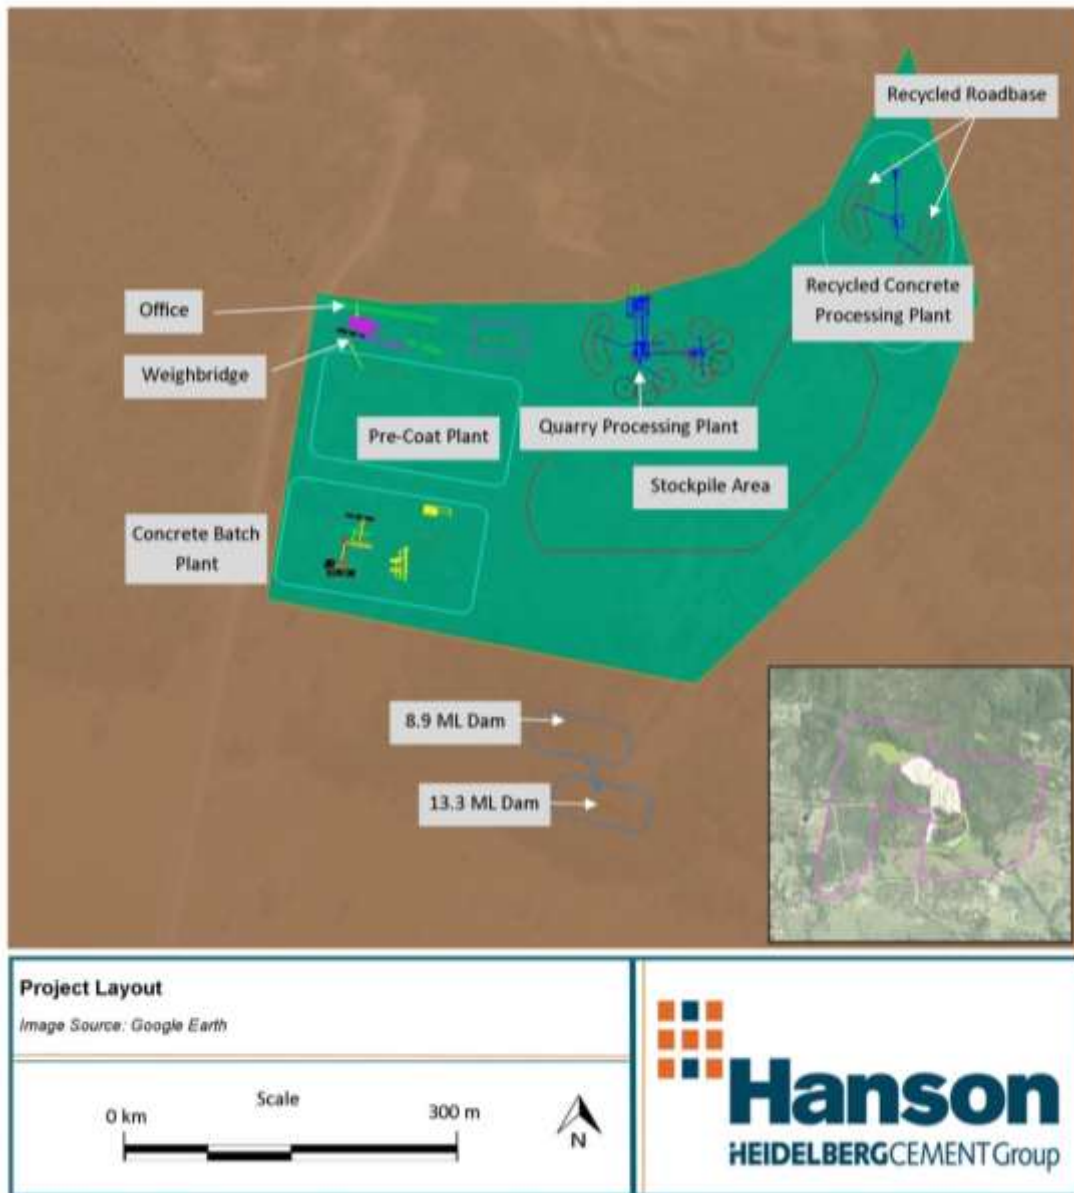 Recycled Roadbase
Recycled Concrete
Processing Plant
Office
Weighbridge
Pre-Coat Plant
Quarry Processing Plant
Stockpile Area
Concrete Batch
Plant
8.9 ML Dam
13.3 ML Dam
Project Layout
Image Source: Google Earth
Scale
0 km
300 m
N
Hanson
HEIDELBERGCEMENT Group